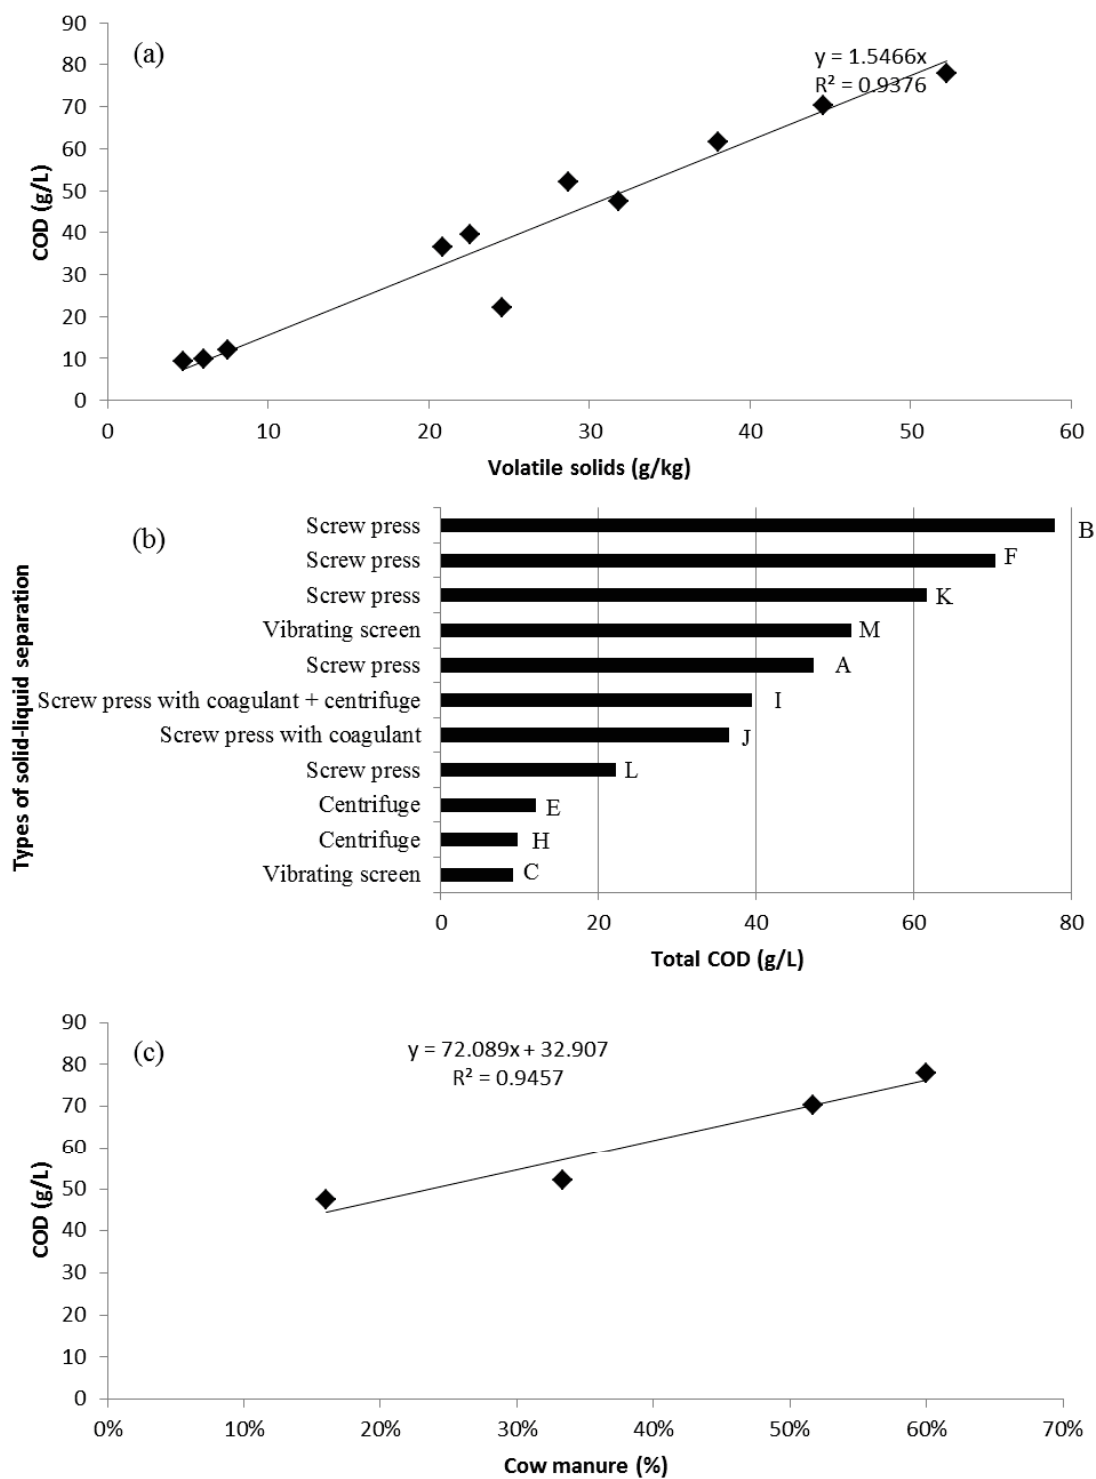 (a)
y = 1.5466x
R² = 0.9376
90
80
70
60
50
40
30
20
10
0
COD (g/L)
0 10 20 30 40 50 60
Volatile solids (g/kg)
(b)
Types of solid-liquid separation
Screw press B
Screw press F
Screw press K
Vibrating screen M
Screw press A
Screw press with coagulant + centrifuge I
Screw press with coagulant J
Screw press L
Centrifuge E
Centrifuge H
Vibrating screen C
0 20 40 60 80
Total COD (g/L)
(c)
y = 72.089x + 32.907
R² = 0.9457
90
80
70
60
50
40
30
20
10
0
COD (g/L)
0% 10% 20% 30% 40% 50% 60% 70%
Cow manure (%)